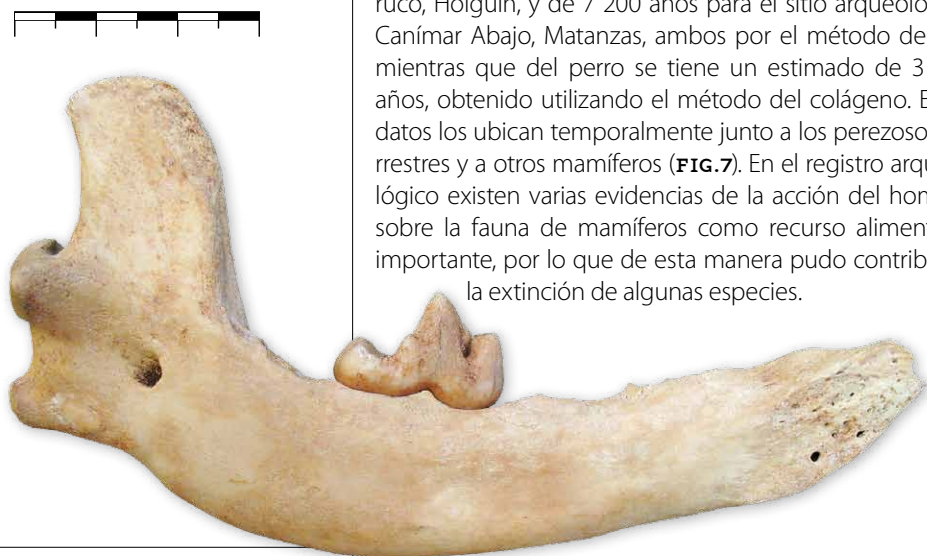 ruco, Holguín, y de 7 200 años para el sitio arqueoló
Canímar Abajo, Matanzas, ambos por el método de
mientras que del perro se tiene un estimado de 3
años, obtenido utilizando el método del colágeno. E
datos los ubican temporalmente junto a los perezoso
rrestres y a otros mamíferos (FIG.7). En el registro arqu
lógico existen varias evidencias de la acción del hom
sobre la fauna de mamíferos como recurso aliment
importante, por lo que de esta manera pudo contrib
la extinción de algunas especies.